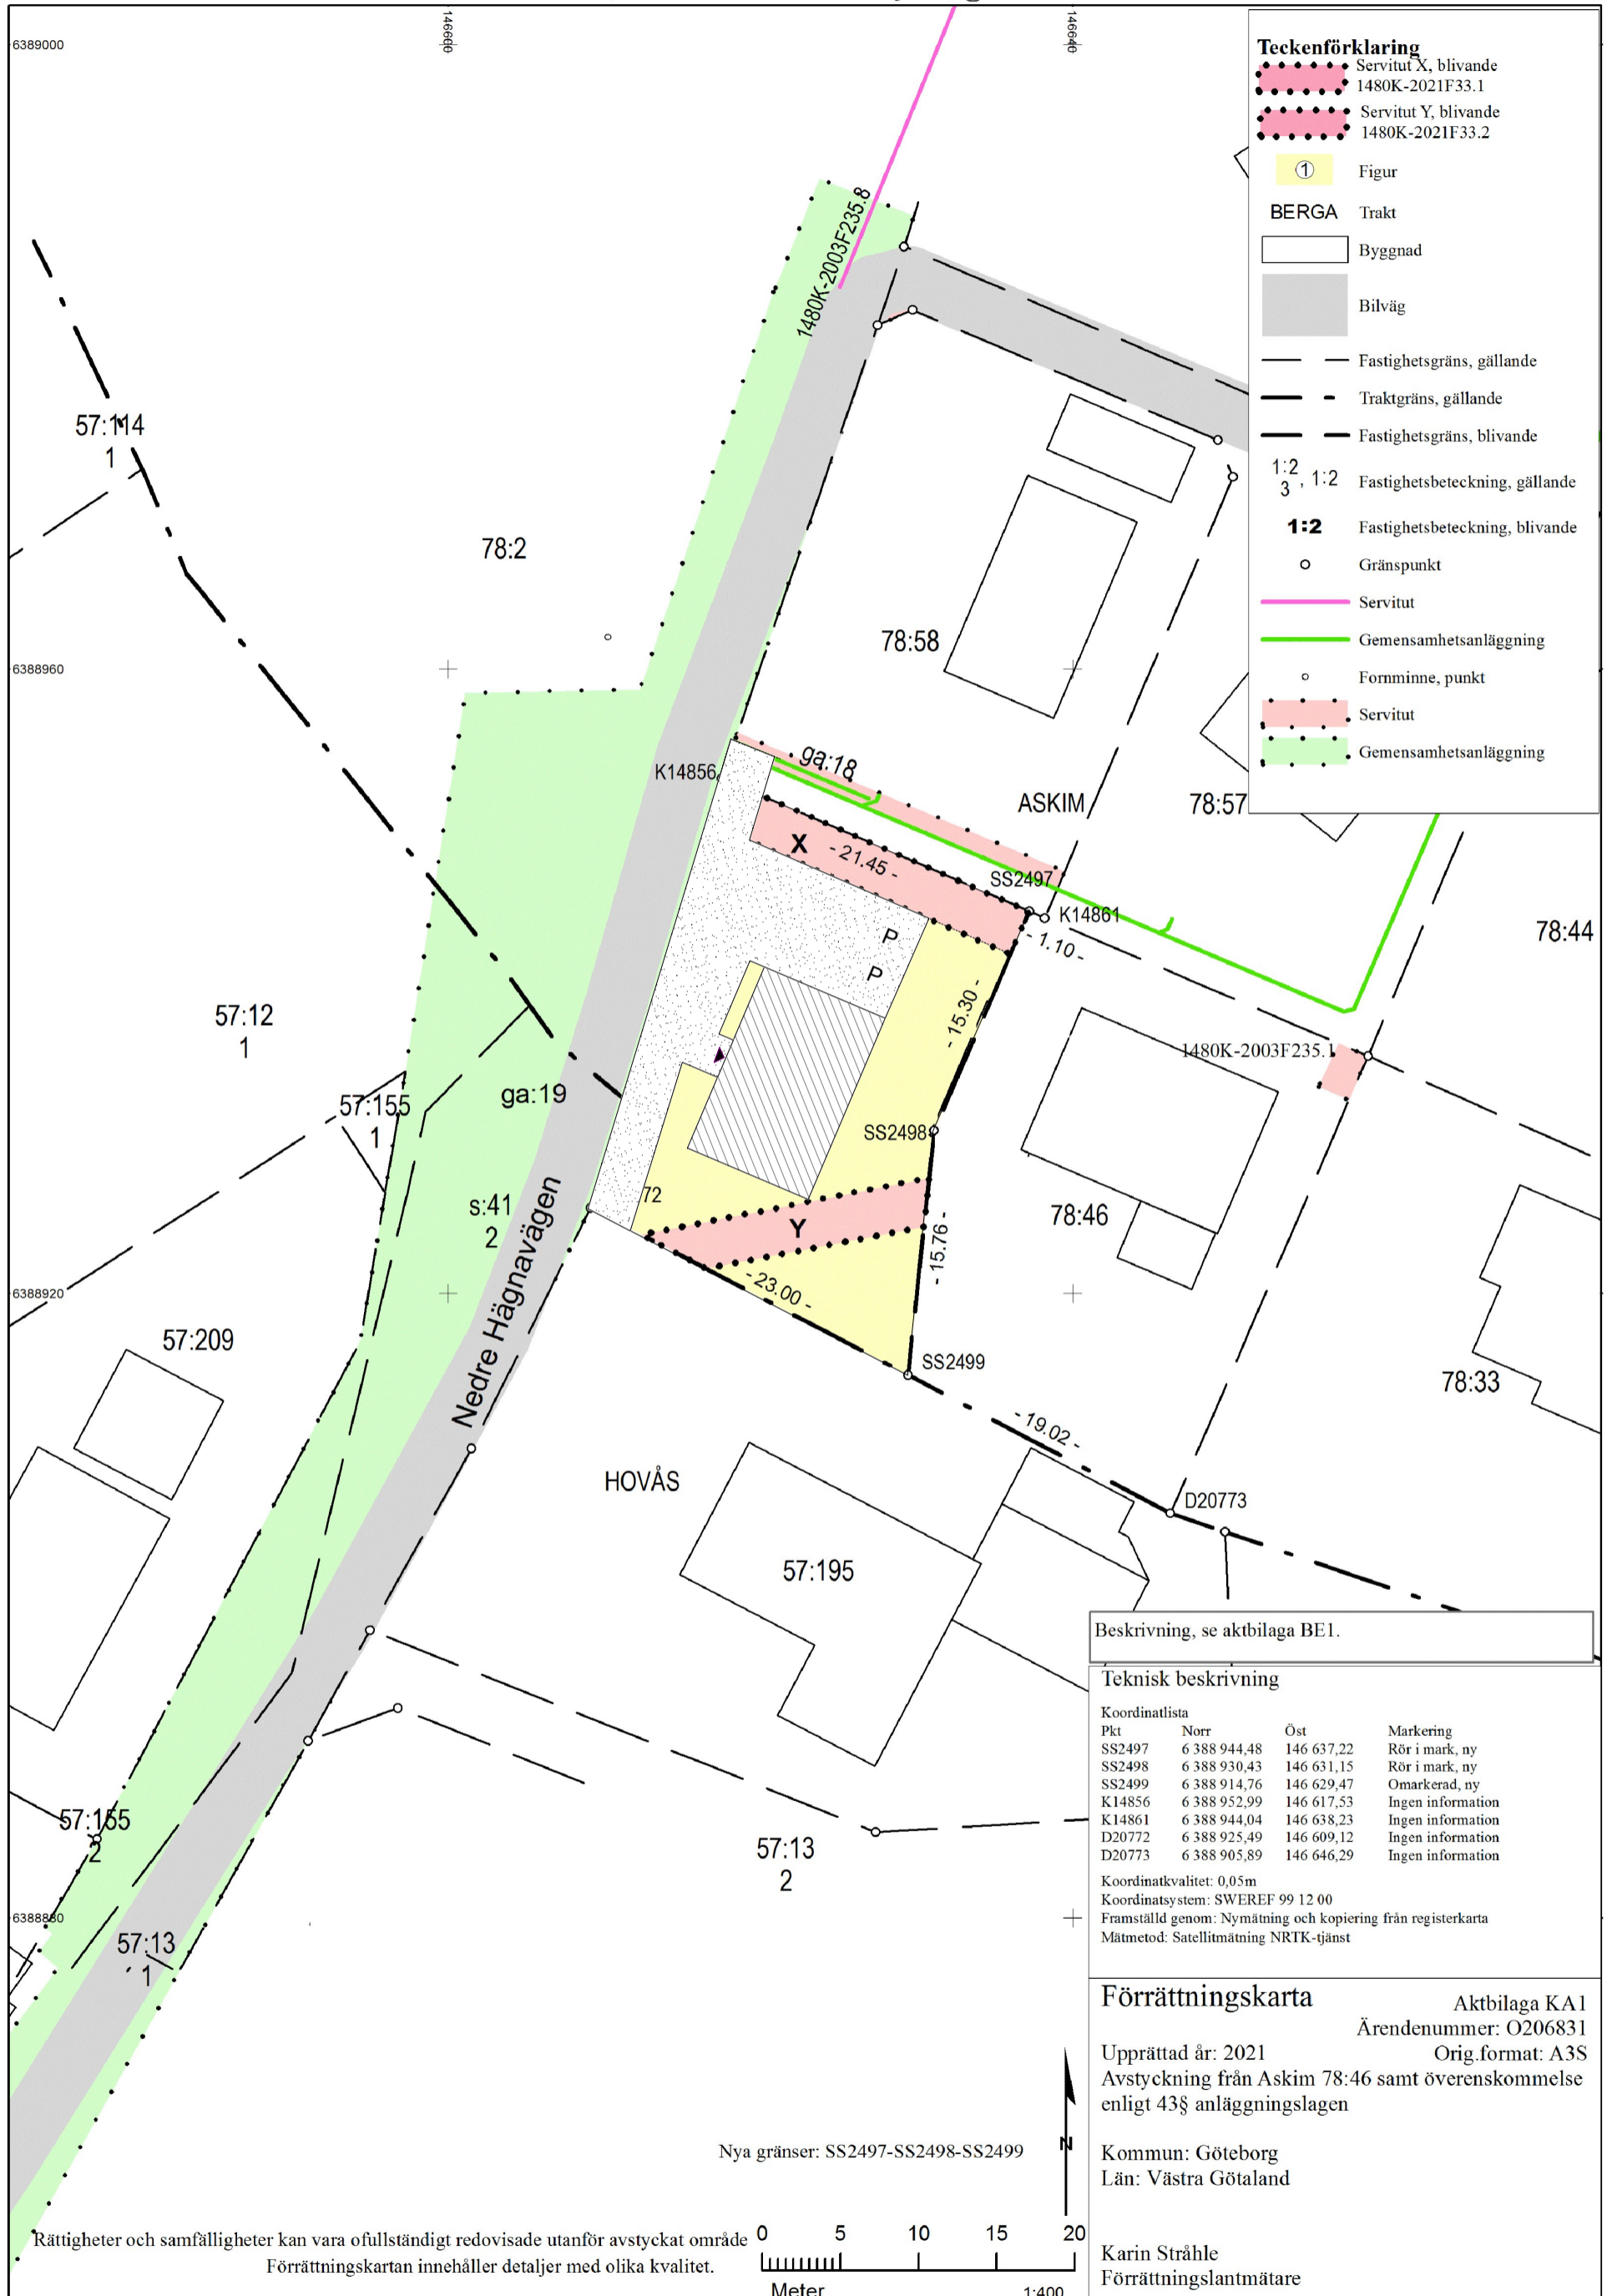 146600
146640
6389000
6388960
6388920
6388880
Teckenförklaring
Servitut X, blivande
1480K-2021F33.1
Servitut Y, blivande
1480K-2021F33.2
1 Figur
BERGA Trakt
Byggnad
Bilväg
Fastighetsgräns, gällande
Traktgräns, gällande
Fastighetsgräns, blivande
1:2
3 , 1:2 Fastighetsbeteckning, gällande
1:2 Fastighetsbeteckning, blivande
Gränspunkt
Servitut
Gemensamhetsanläggning
Fornminne, punkt
Servitut
Gemensamhetsanläggning
1480K-2003F235.8
57:114
1
78:2
78:58
K14856
ga:18
ASKIM
78:57
X
- 21.45 -
SS2497
K14861
- 1.10 -
78:44
P
P
57:12
1
- 15.30 -
1480K-2003F235.1
ga:19
57:155
1
SS2498
72
s:41
2
Y
78:46
- 15.76 -
- 23.00 -
Nedre Hägnavägen
57:209
SS2499
78:33
- 19.02 -
HOVÅS
D20773
57:195
57:155
2
57:13
2
57:13
1
Beskrivning, se aktbilaga BE1.
Teknisk beskrivning
Koordinatlista
Pkt Norr Öst Markering
SS2497 6 388 944,48 146 637,22 Rör i mark, ny
SS2498 6 388 930,43 146 631,15 Rör i mark, ny
SS2499 6 388 914,76 146 629,47 Omarkerad, ny
K14856 6 388 952,99 146 617,53 Ingen information
K14861 6 388 944,04 146 638,23 Ingen information
D20772 6 388 925,49 146 609,12 Ingen information
D20773 6 388 905,89 146 646,29 Ingen information
Koordinatkvalitet: 0,05m
Koordinatsystem: SWEREF 99 12 00
Framställd genom: Nymätning och kopiering från registerkarta
Mätmetod: Satellitmätning NRTK-tjänst
Förrättningskarta
Aktbilaga KA1
Ärendenummer: O206831
Upprättad år: 2021 Orig.format: A3S
Avstyckning från Askim 78:46 samt överenskommelse
enligt 43§ anläggningslagen
Kommun: Göteborg
Län: Västra Götaland
Karin Stråhle
Förrättningslantmätare
N
Nya gränser: SS2497-SS2498-SS2499
Rättigheter och samfälligheter kan vara ofullständigt redovisade utanför avstyckat område
Förrättningskartan innehåller detaljer med olika kvalitet.
0 5 10 15 20
Meter 1:400